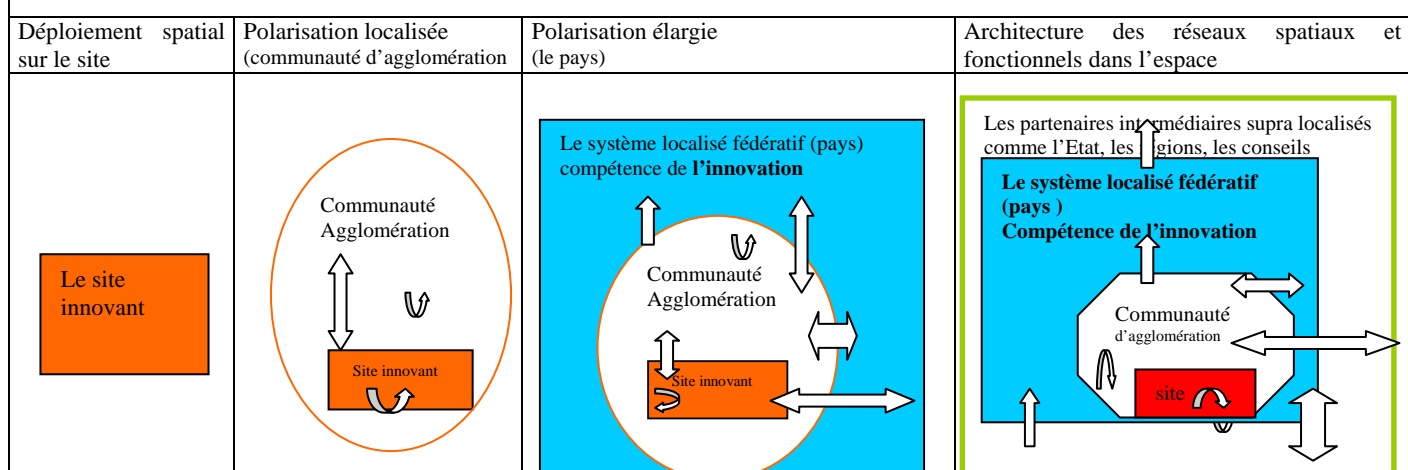 Déploiement spatial
sur le site
Polarisation localisée
(communauté d'agglomération
Polarisation élargie
(le pays)
Architecture des réseaux spatiaux et
fonctionnels dans l'espace
Le site
innovant
Communauté
Agglomération
Site innovant
Le système localisé fédératif (pays)
compétence de l'innovation
Communauté
Agglomération
Site innovant
Les partenaires intermédiaires supra localisés
comme l'Etat, les régions, les conseils
Le système localisé fédératif
(pays )
Compétence de l'innovation
Communauté
d'agglomération
site